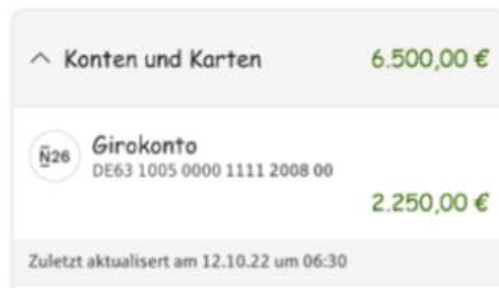 Konten und Karten 6.500,00 €
N26 Girokonto
DE63 1005 0000 1111 2008 00
2.250,00 €
Zuletzt aktualisert am 12.10.22 um 06:30